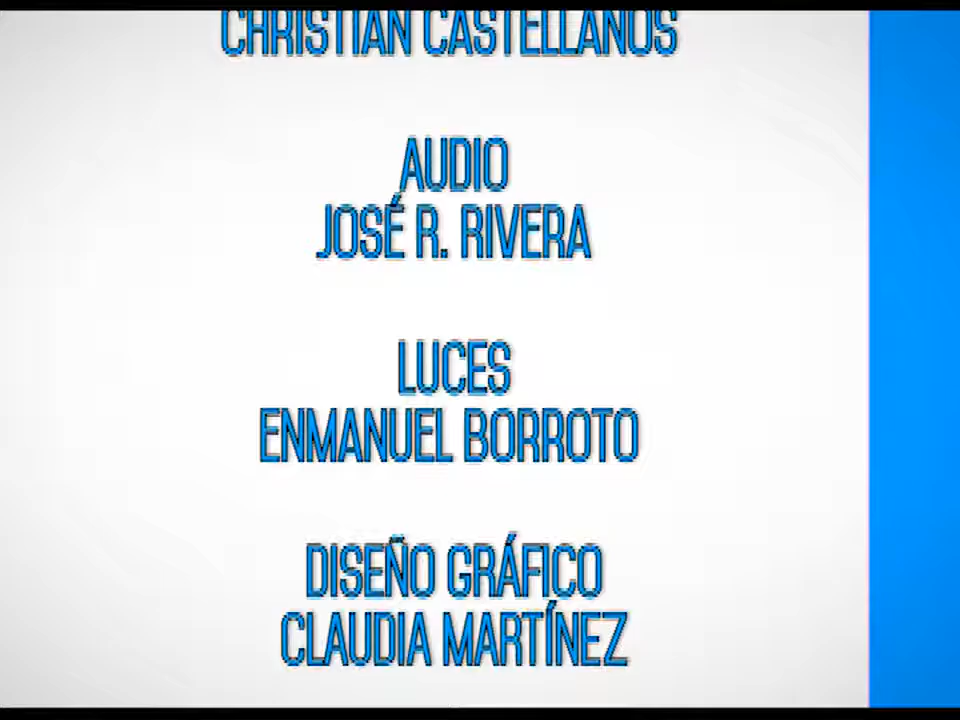 CHRISTIAN CASTELLANOS
AUDIO
JOSÉ R. RIVERA
LUCES
ENMANUEL BORROTO
DISEÑO GRÁFICO
CLAUDIA MARTÍNEZ